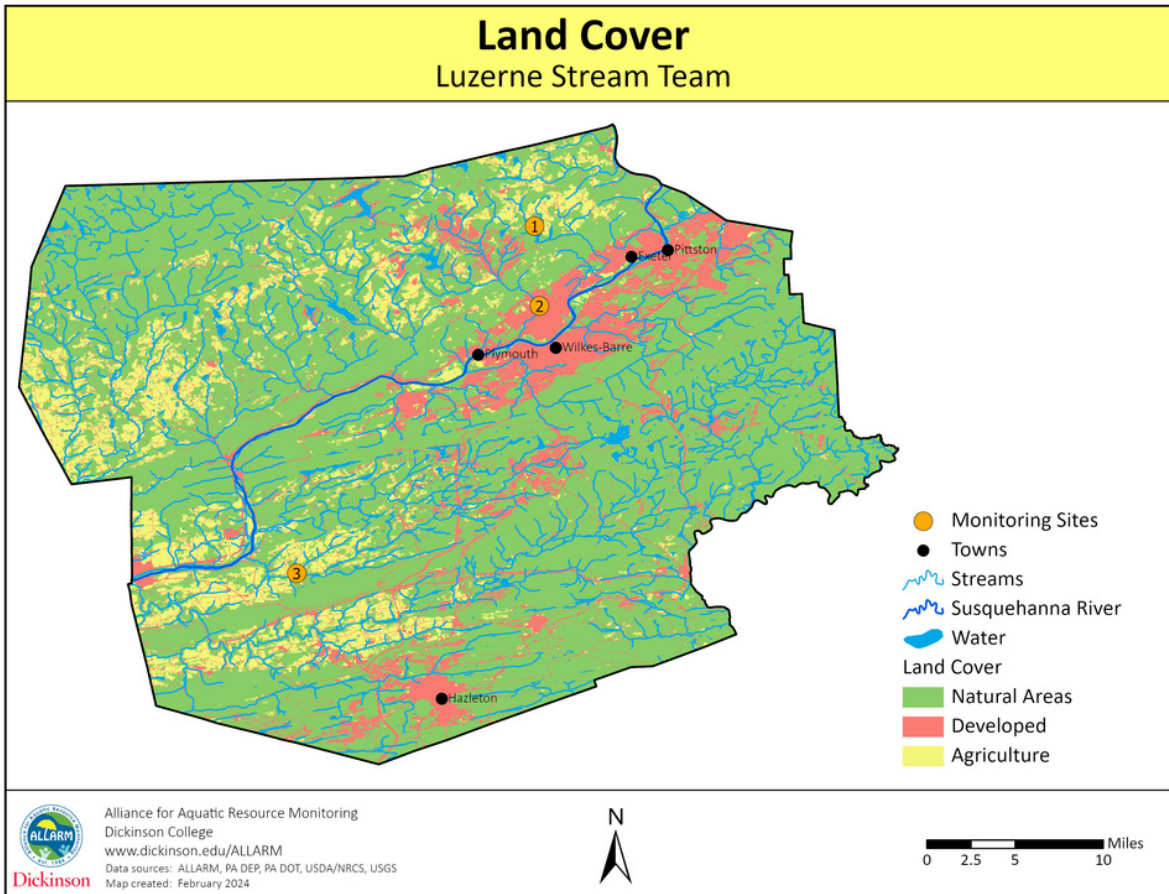 Land Cover
Luzerne Stream Team
1
Pittston
Exeter
2
Wilkes-Barre
Plymouth
3
Hazleton
Monitoring Sites
Towns
Streams
Susquehanna River
Water
Land Cover
Natural Areas
Developed
Agriculture
ALLARM
Dickinson
Alliance for Aquatic Resource Monitoring
Dickinson College
www.dickinson.edu/ALLARM
Data sources: ALLARM, PA DEP, PA DOT, USDA/NRCS, USGS
Map created: February 2024
N
Miles
0 2.5 5 10